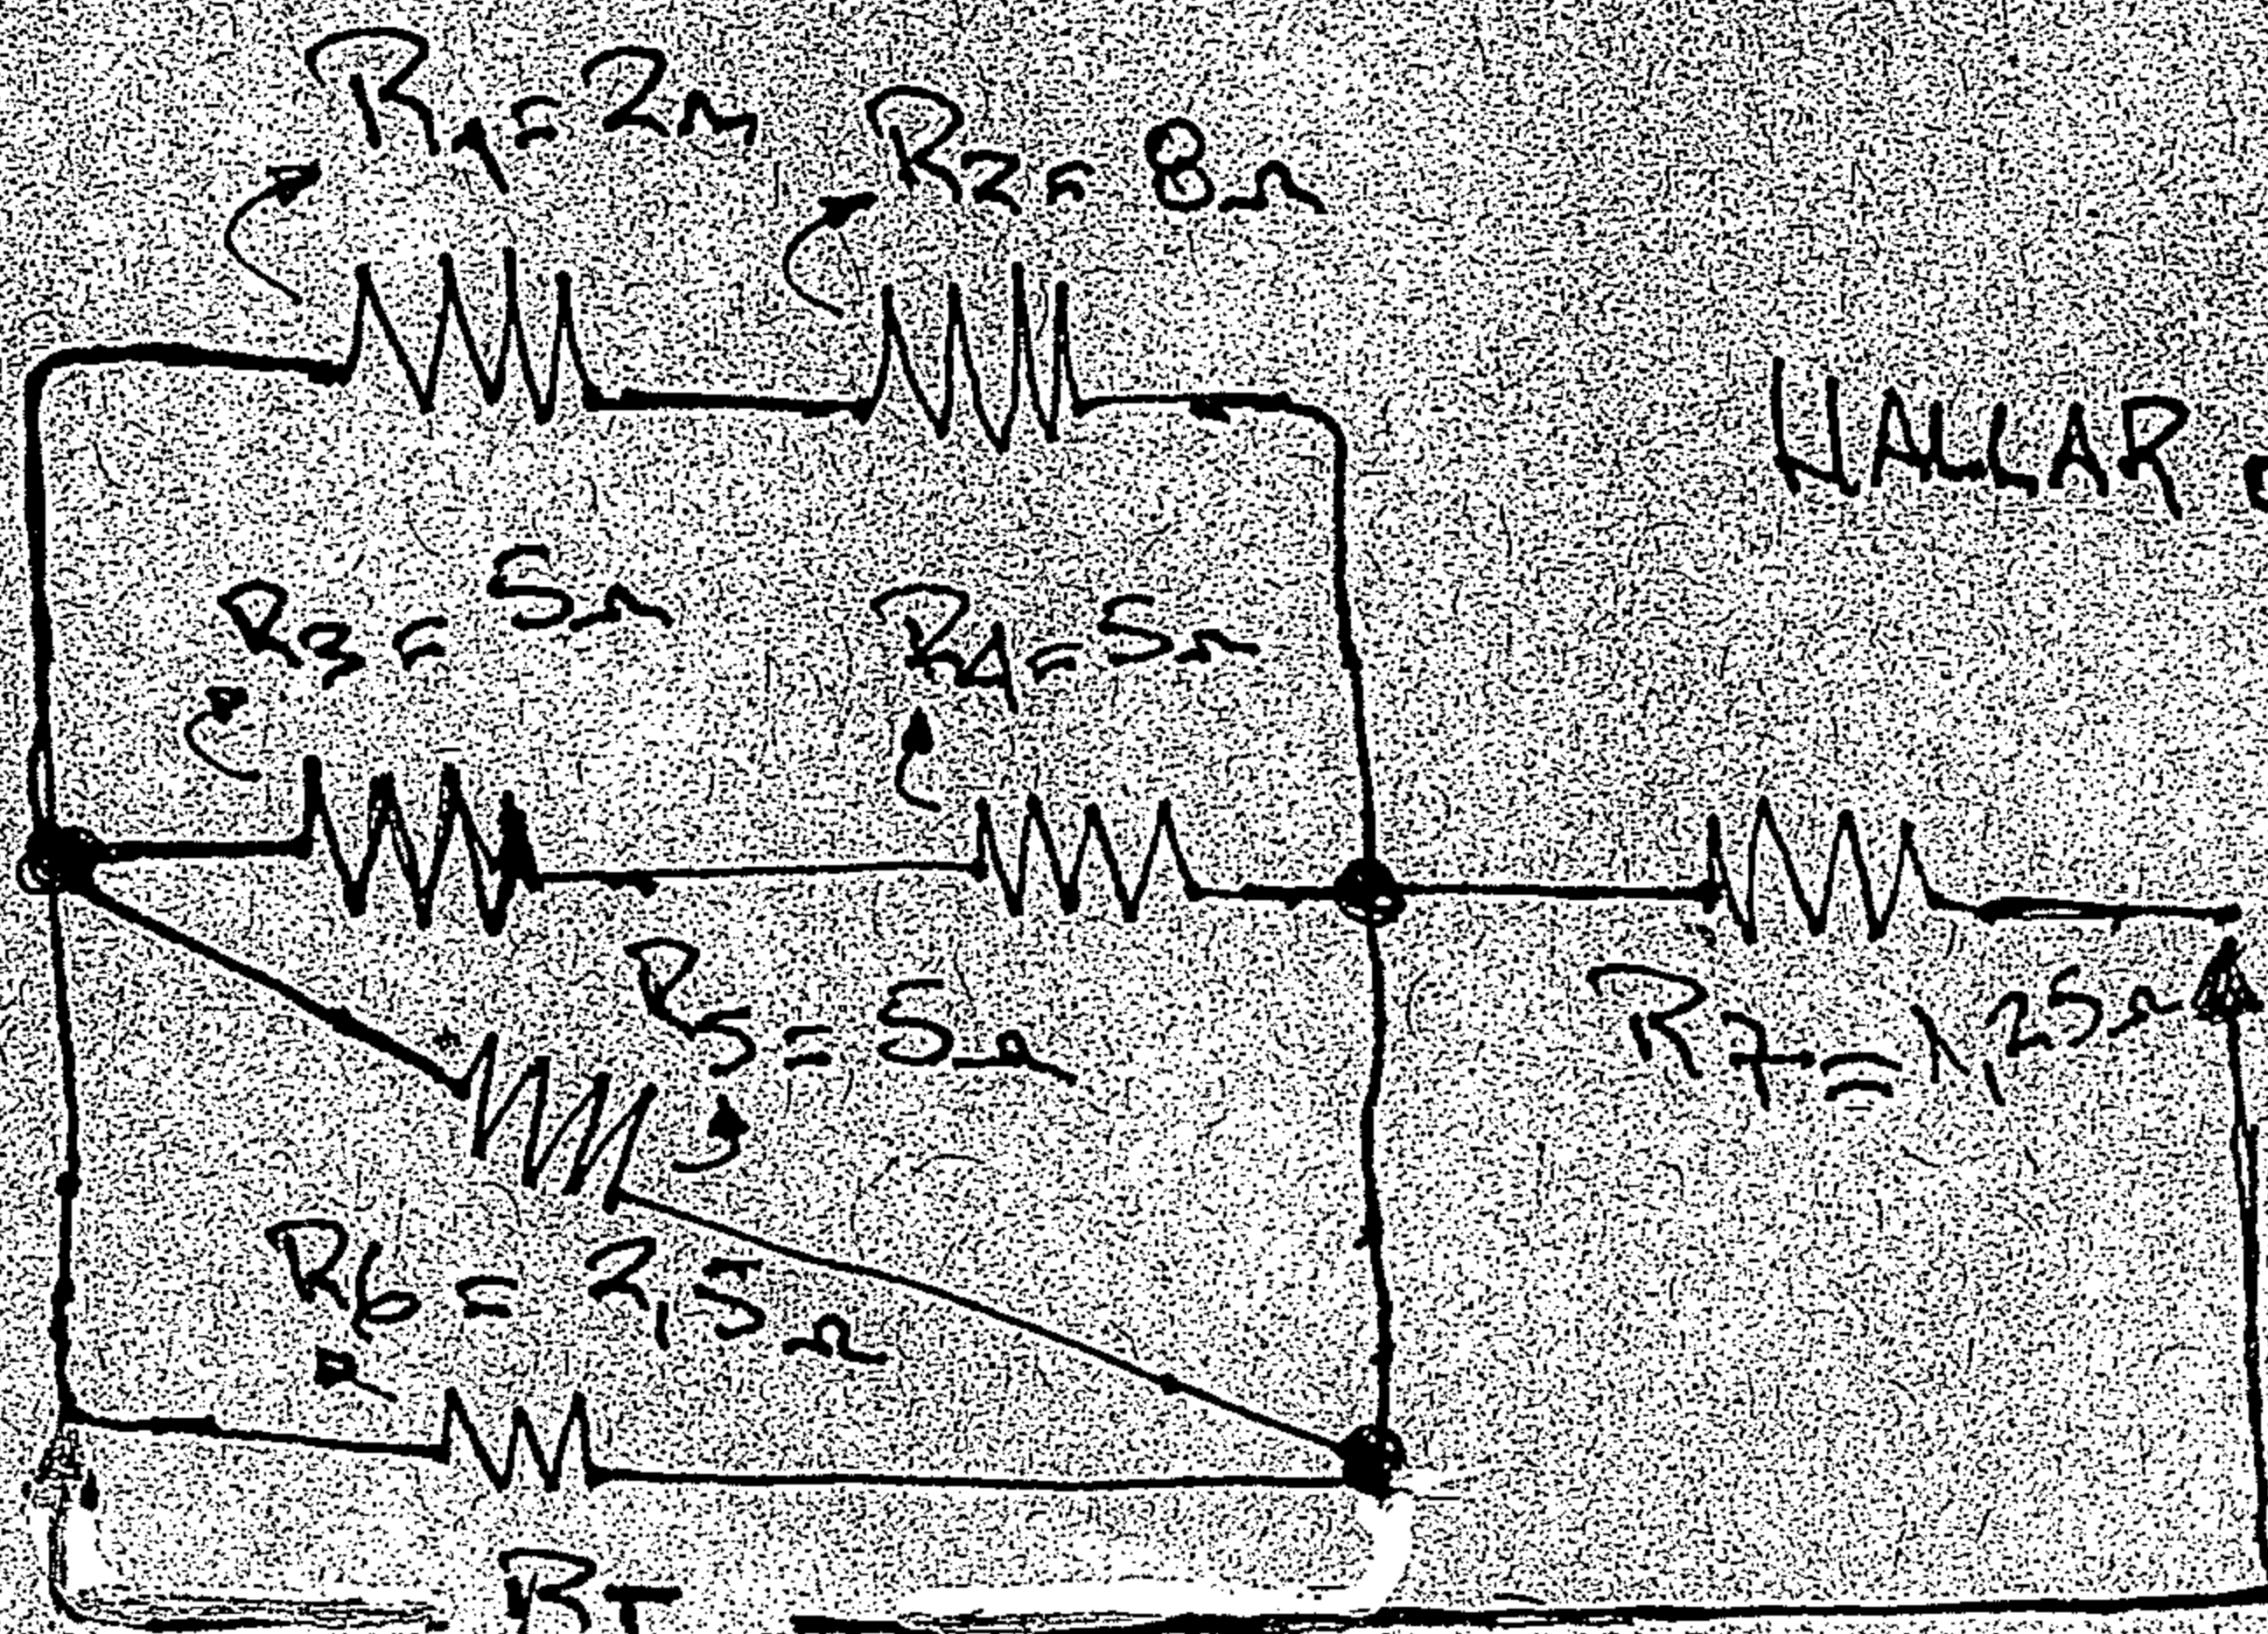 R1 = 2Ω
R2 = 8Ω
HALLAR
R3 = 5Ω
R4 = 5Ω
R5 = 5Ω
R7 = 1,25Ω
R6 = 2,5Ω
RT